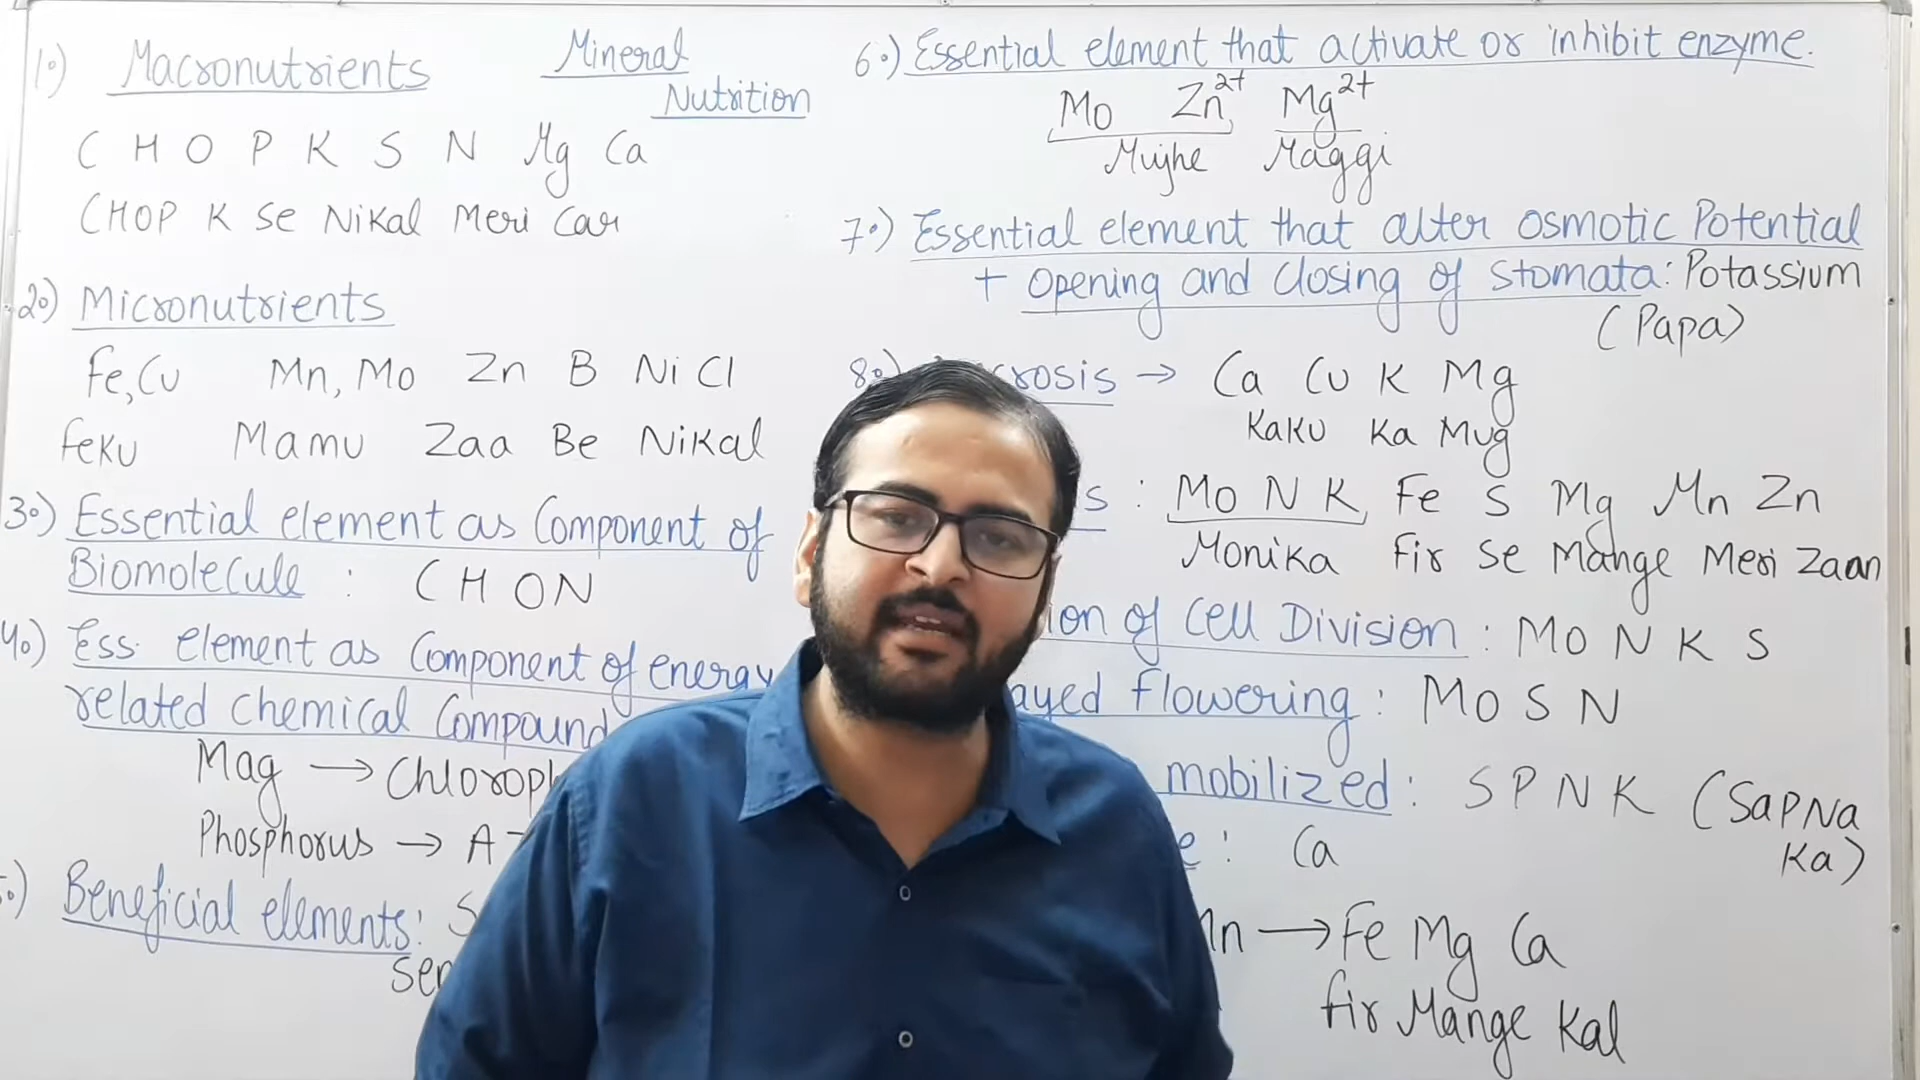 Mineral
Nutrition
1.) Macronutrients
C H O P K S N Mg Ca
CHOP K Se NiKal Meri Car
2.) Micronutrients
Fe,Cu Mn,Mo Zn B Ni Cl
FeKu Mamu Zaa Be NiKal
3.) Essential element as Component of
Biomolecule : C H O N
4.) Ess. element as Component of energy
related chemical Compound
Mag → Chloroph
Phosphorus → A
Beneficial elements:
6.) Essential element that activate or inhibit enzyme.
Mo Zn2+ Mg2+
Mujhe Maggi
7.) Essential element that alter osmotic Potential
+ opening and closing of stomata: Potassium
(Papa)
8.) rosis → Ca Cu K Mg
KaKu Ka Mug
s : Mo N K Fe S Mg Mn Zn
Monika Fir Se Mange Meri Zaan
ion of Cell Division : Mo N K S
ayed flowering : Mo S N
mobilized : S P N K (SaPNa
Ka)
e : Ca
Mn → Fe Mg Ca
fir Mange Kal